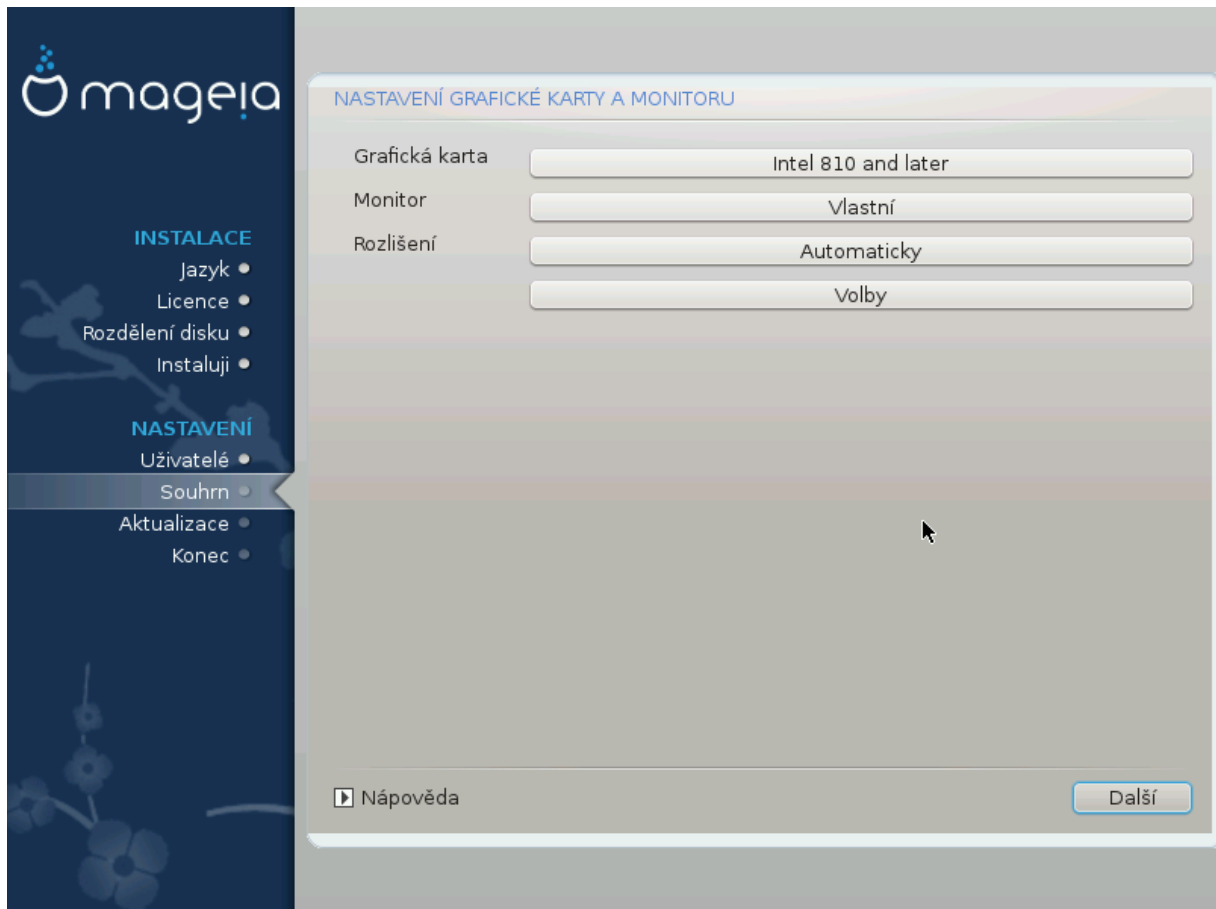 mageia
INSTALACE
Jazyk
Licence
Rozdělení disku
Instaluji
NASTAVENÍ
Uživatelé
Souhrn
Aktualizace
Konec
NASTAVENÍ GRAFICKÉ KARTY A MONITORU
Grafická karta
Intel 810 and later
Monitor
Vlastní
Rozlišení
Automaticky
Volby
Nápověda
Další